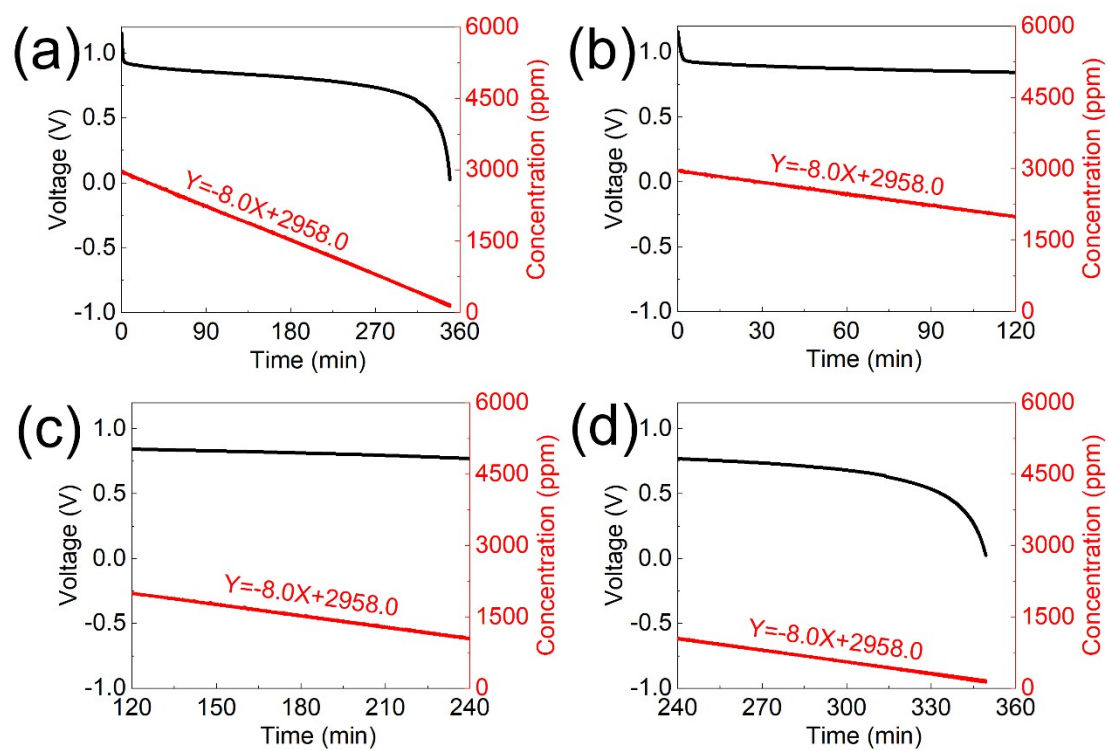 (a)
Voltage (V)
1.0
0.5
0.0
-0.5
-1.0
Y=-8.0X+2958.0
6000
4500
3000
1500
0
Concentration (ppm)
0 90 180 270 360
Time (min)
(b)
Voltage (V)
1.0
0.5
0.0
-0.5
-1.0
Y=-8.0X+2958.0
6000
4500
3000
1500
0
Concentration (ppm)
0 30 60 90 120
Time (min)
(c)
Voltage (V)
1.0
0.5
0.0
-0.5
-1.0
Y=-8.0X+2958.0
6000
4500
3000
1500
0
Concentration (ppm)
120 150 180 210 240
Time (min)
(d)
Voltage (V)
1.0
0.5
0.0
-0.5
-1.0
Y=-8.0X+2958.0
6000
4500
3000
1500
0
Concentration (ppm)
240 270 300 330 360
Time (min)